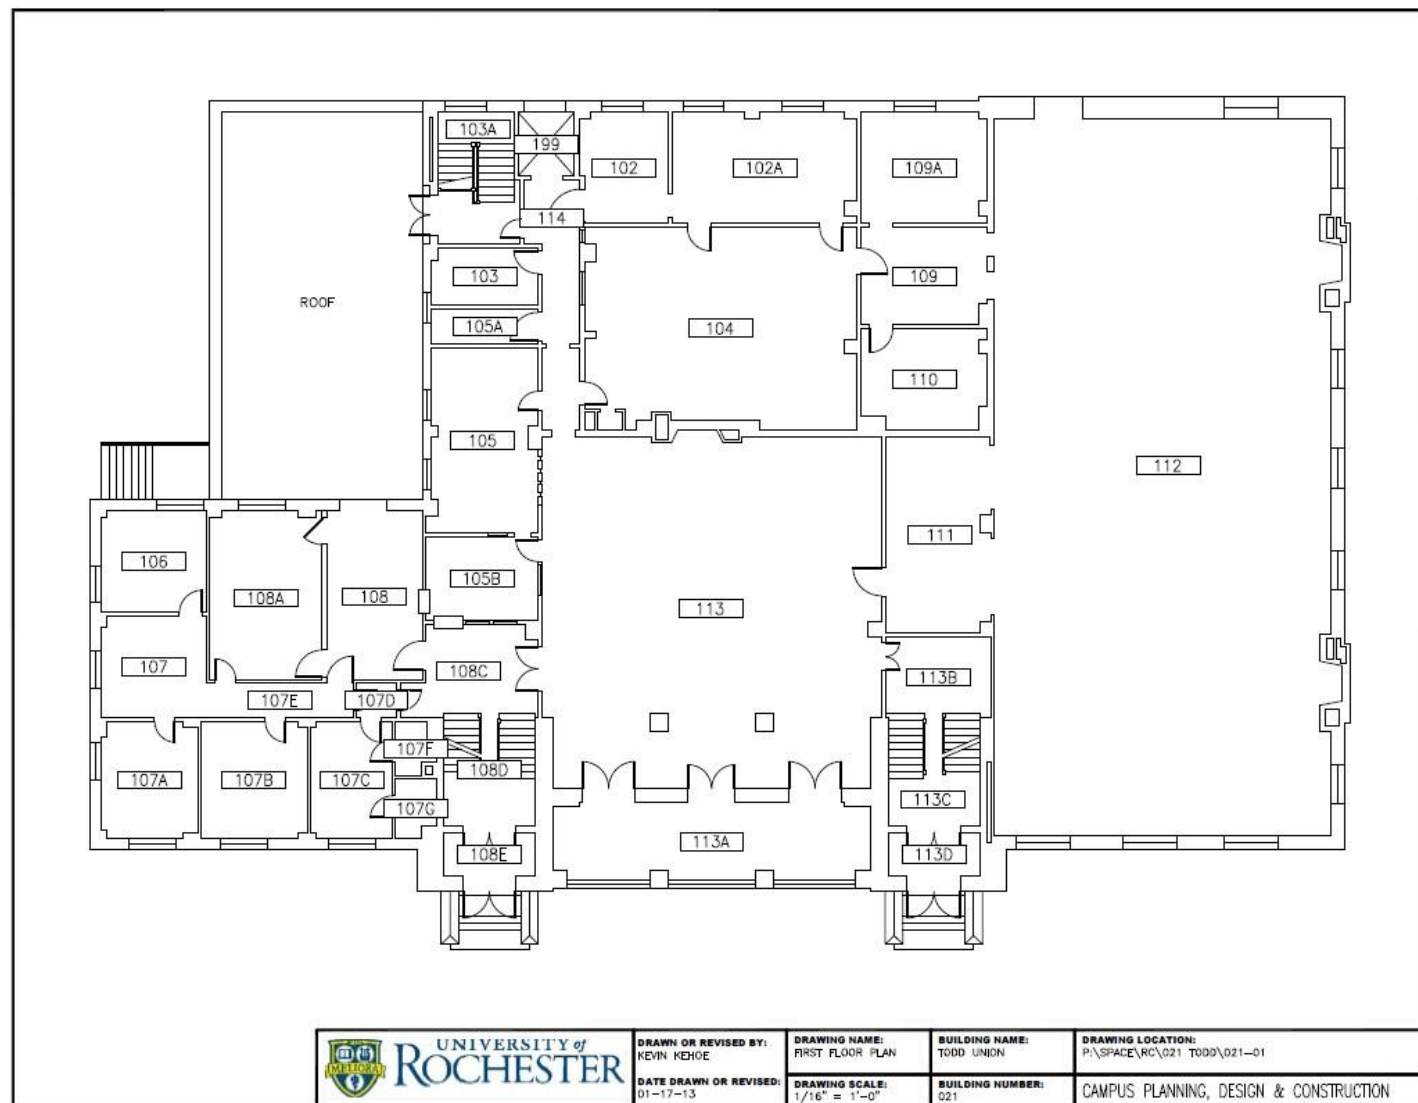 103A
199
102
102A
109A
114
103
109
ROOF
105A
104
110
105
112
111
106
105B
108A
108
113
107
108C
113B
107E
107D
107F
108D
107A
107B
107C
113C
107G
113A
108E
113D
MELIORA
UNIVERSITY of
ROCHESTER
DRAWN OR REVISED BY:
KEVIN KEHOE
DATE DRAWN OR REVISED:
01-17-13
DRAWING NAME:
FIRST FLOOR PLAN
DRAWING SCALE:
1/16" = 1'-0"
BUILDING NAME:
TODD UNION
BUILDING NUMBER:
021
DRAWING LOCATION:
P:\SPACE\RC\021 TODD\021-01
CAMPUS PLANNING, DESIGN & CONSTRUCTION